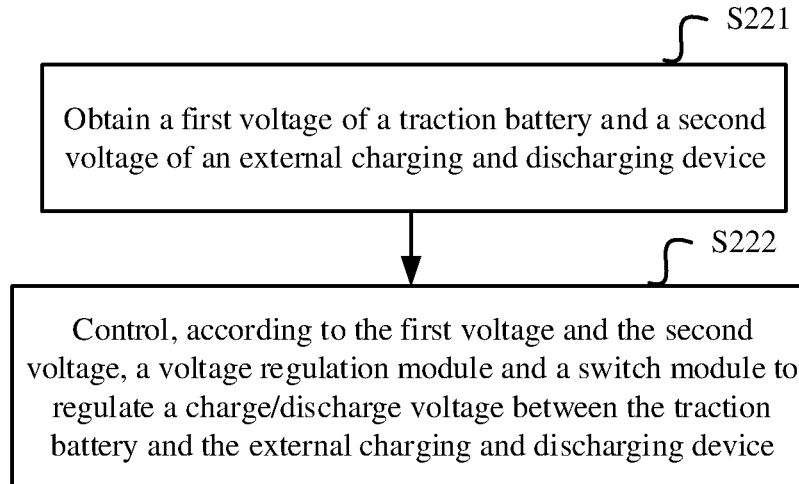 S221
Obtain a first voltage of a traction battery and a second
voltage of an external charging and discharging device
S222
Control, according to the first voltage and the second
voltage, a voltage regulation module and a switch module to
regulate a charge/discharge voltage between the traction
battery and the external charging and discharging device